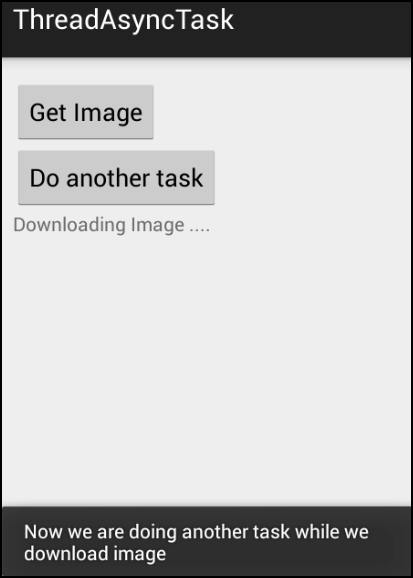 ThreadAsyncTask
Get Image
Do another task
Downloading Image ....
Now we are doing another task while we
download image